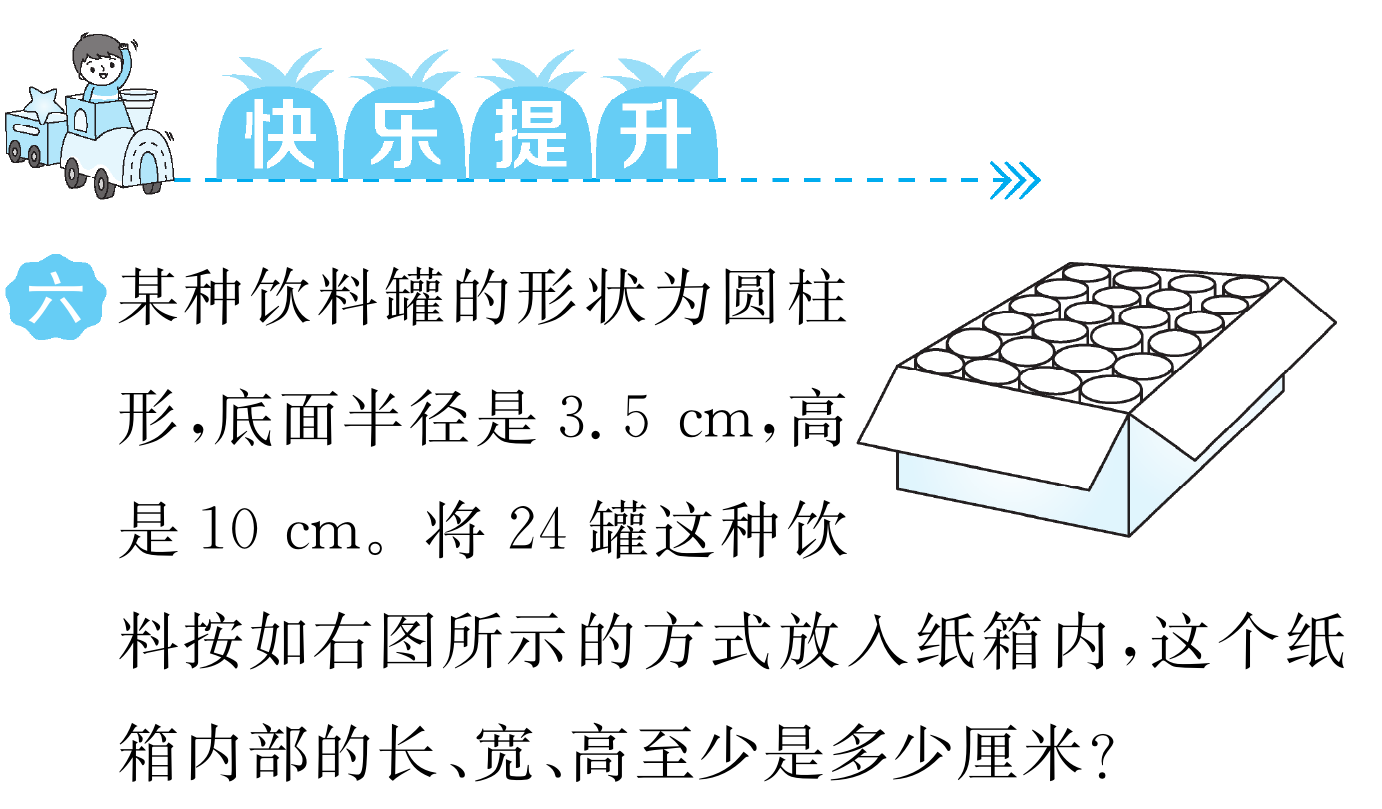 快乐提升
六 某种饮料罐的形状为圆柱
形,底面半径是 3.5 cm,高
是 10 cm。将 24 罐这种饮
料按如右图所示的方式放入纸箱内,这个纸
箱内部的长、宽、高至少是多少厘米?